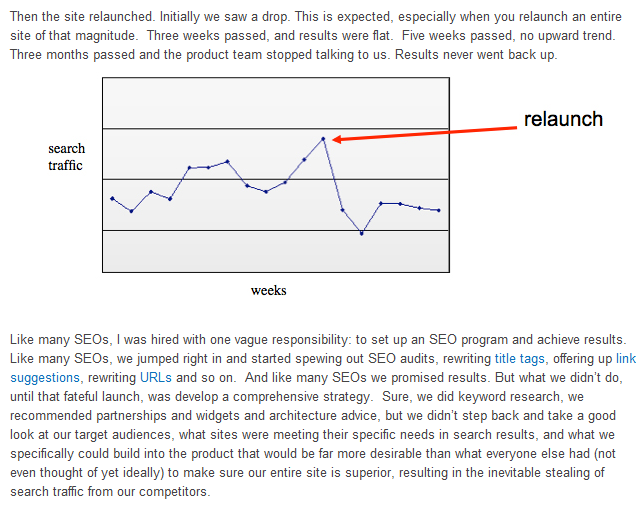 Then the site relaunched. Initially we saw a drop. This is expected, especially when you relaunch an entire
site of that magnitude.  Three weeks passed, and results were flat.  Five weeks passed, no upward trend.
Three months passed and the product team stopped talking to us. Results never went back up.
relaunch
search
traffic
weeks
Like many SEOs, I was hired with one vague responsibility: to set up an SEO program and achieve results.
Like many SEOs, we jumped right in and started spewing out SEO audits, rewriting title tags, offering up link
suggestions, rewriting URLs and so on.  And like many SEOs we promised results. But what we didn’t do,
until that fateful launch, was develop a comprehensive strategy.  Sure, we did keyword research, we
recommended partnerships and widgets and architecture advice, but we didn’t step back and take a good
look at our target audiences, what sites were meeting their specific needs in search results, and what we
specifically could build into the product that would be far more desirable than what everyone else had (not
even thought of yet ideally) to make sure our entire site is superior, resulting in the inevitable stealing of
search traffic from our competitors.